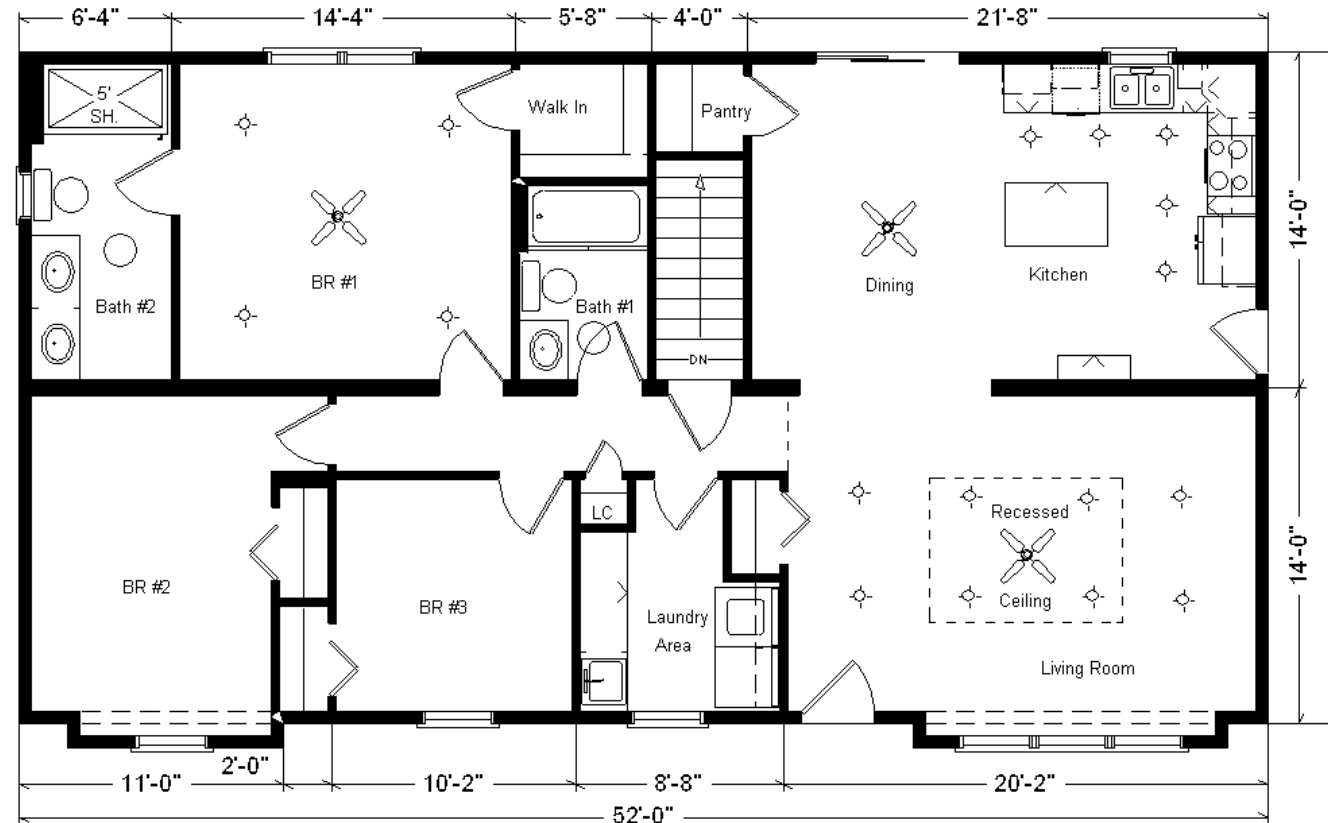 6'-4" 14'-4" 5'-8" 4'-0" 21'-8"
5'
SH.
Walk In
Pantry
14'-0"
BR #1
Dining
Kitchen
Bath #2
Bath #1
DN
LC
Recessed
Ceiling
14'-0"
BR #2
BR #3
Laundry
Area
Living Room
2'-0"
11'-0" 10'-2" 8'-8" 20'-2"
52'-0"